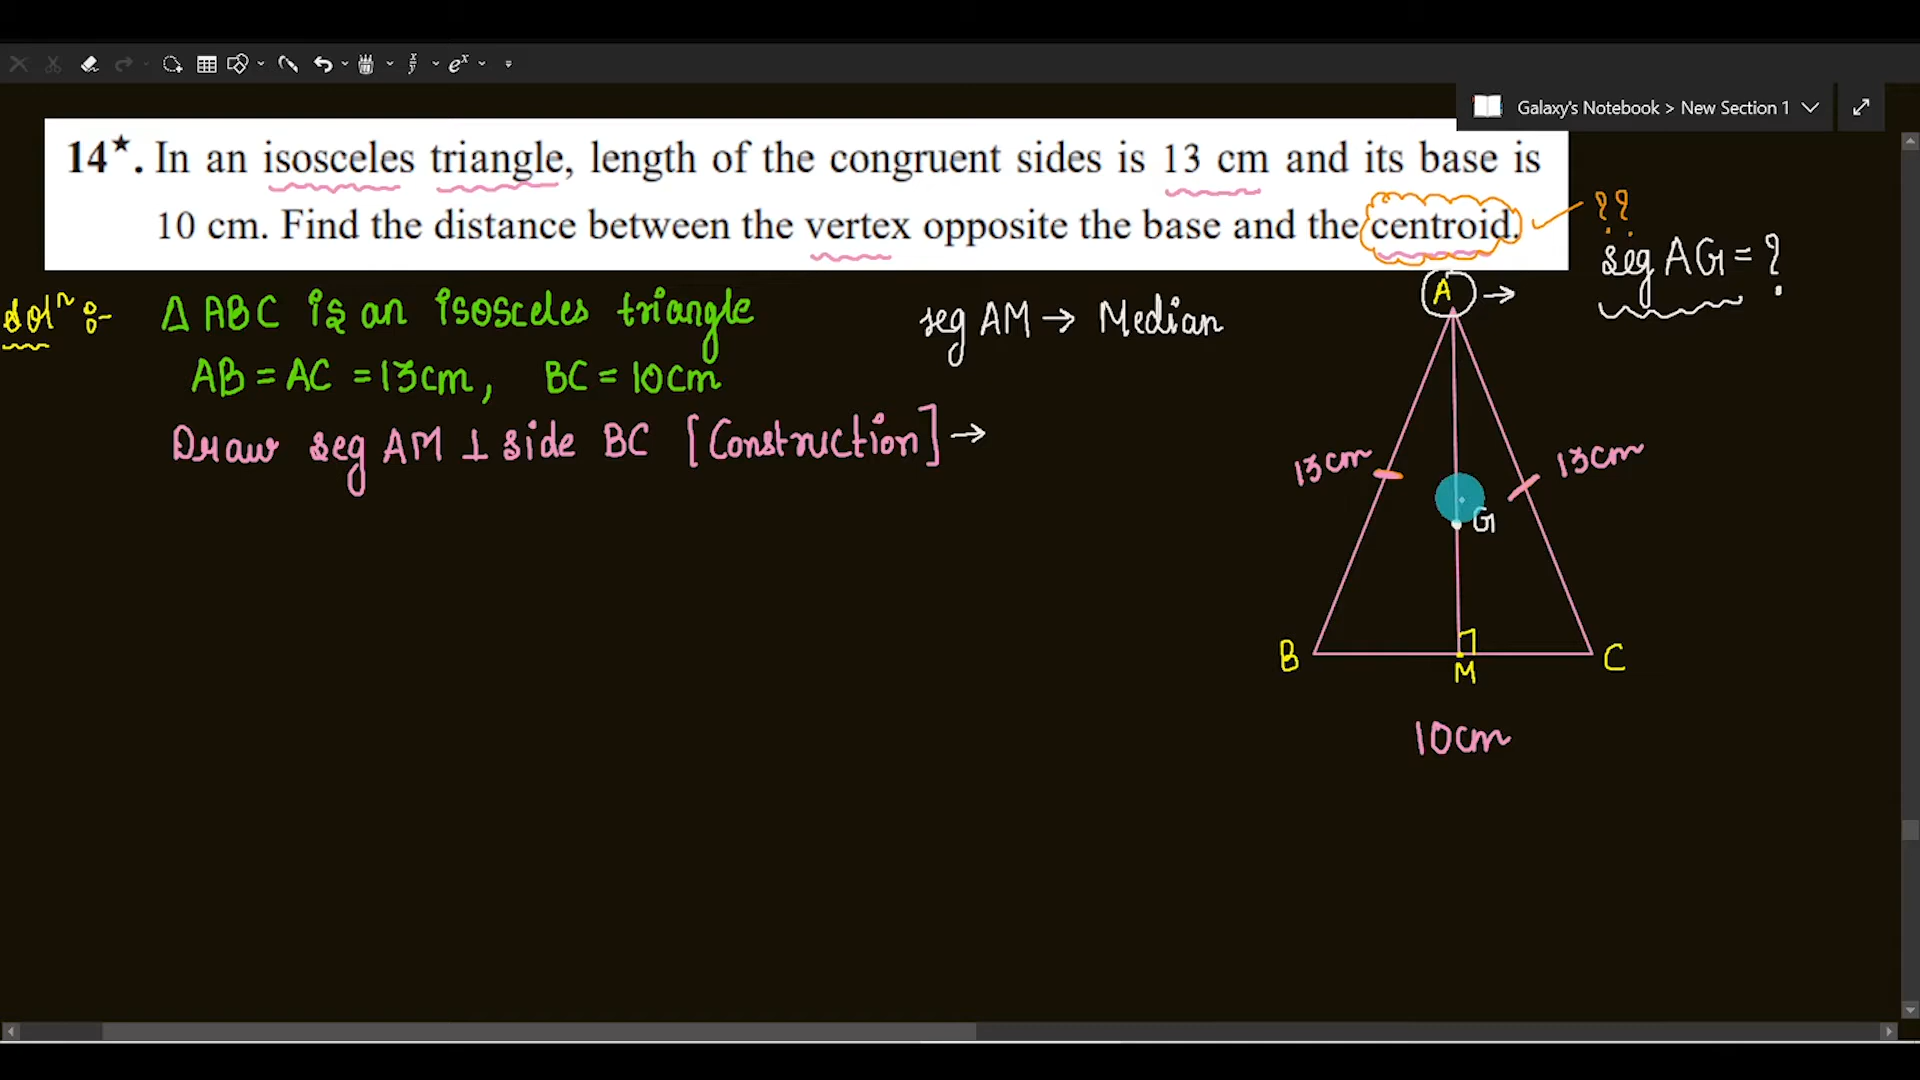 Galaxy's Notebook > New Section 1
14★. In an isosceles triangle, length of the congruent sides is 13 cm and its base is
10 cm. Find the distance between the vertex opposite the base and the centroid.
??
seg AG = ?
Solⁿ :-
Δ ABC is an isosceles triangle
seg AM → Median
A →
AB = AC = 13cm, BC = 10cm
Draw seg AM ⊥ side BC [Construction] →
13cm
13cm
G
B
M
C
10cm